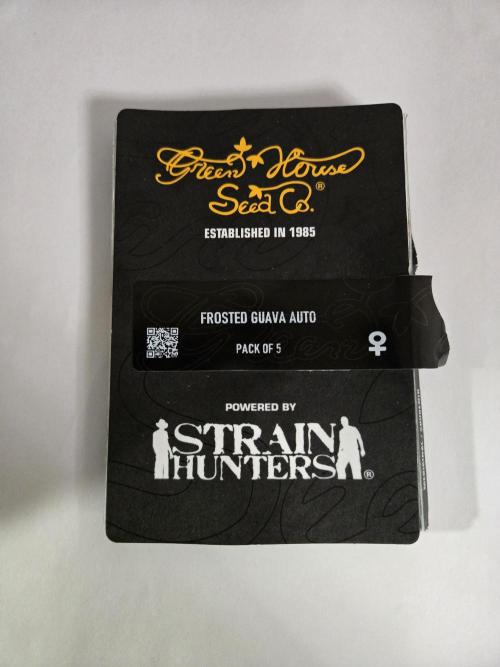 Green House
Seed Co.®
ESTABLISHED IN 1985
FROSTED GUAVA AUTO
PACK OF 5
POWERED BY
STRAIN
HUNTERS®